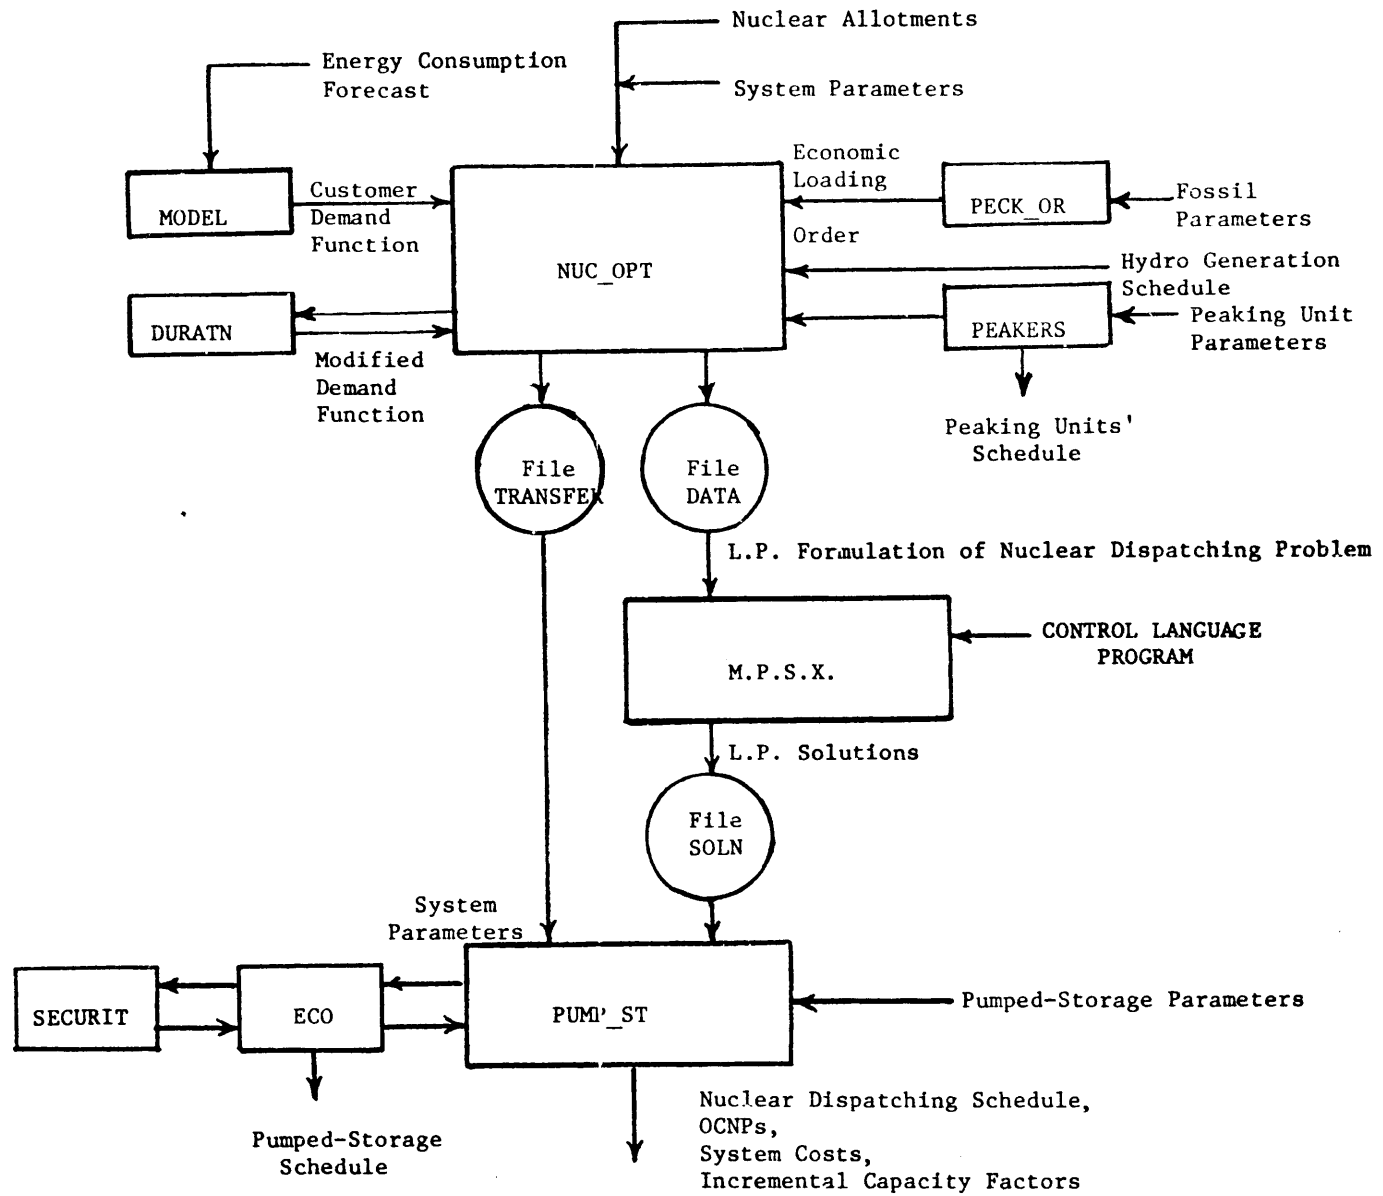 Nuclear Allotments
Energy Consumption
Forecast
System Parameters
Economic
Loading
Order
MODEL
Customer
Demand
Function
NUC_OPT
PECK_OR
Fossil
Parameters
Hydro Generation
Schedule
DURATN
Modified
Demand
Function
PEAKERS
Peaking Unit
Parameters
Peaking Units'
Schedule
File
TRANSFER
File
DATA
L.P. Formulation of Nuclear Dispatching Problem
M.P.S.X.
CONTROL LANGUAGE
PROGRAM
L.P. Solutions
File
SOLN
System
Parameters
SECURIT
ECO
PUMP_ST
Pumped-Storage Parameters
Pumped-Storage
Schedule
Nuclear Dispatching Schedule,
OCNPs,
System Costs,
Incremental Capacity Factors